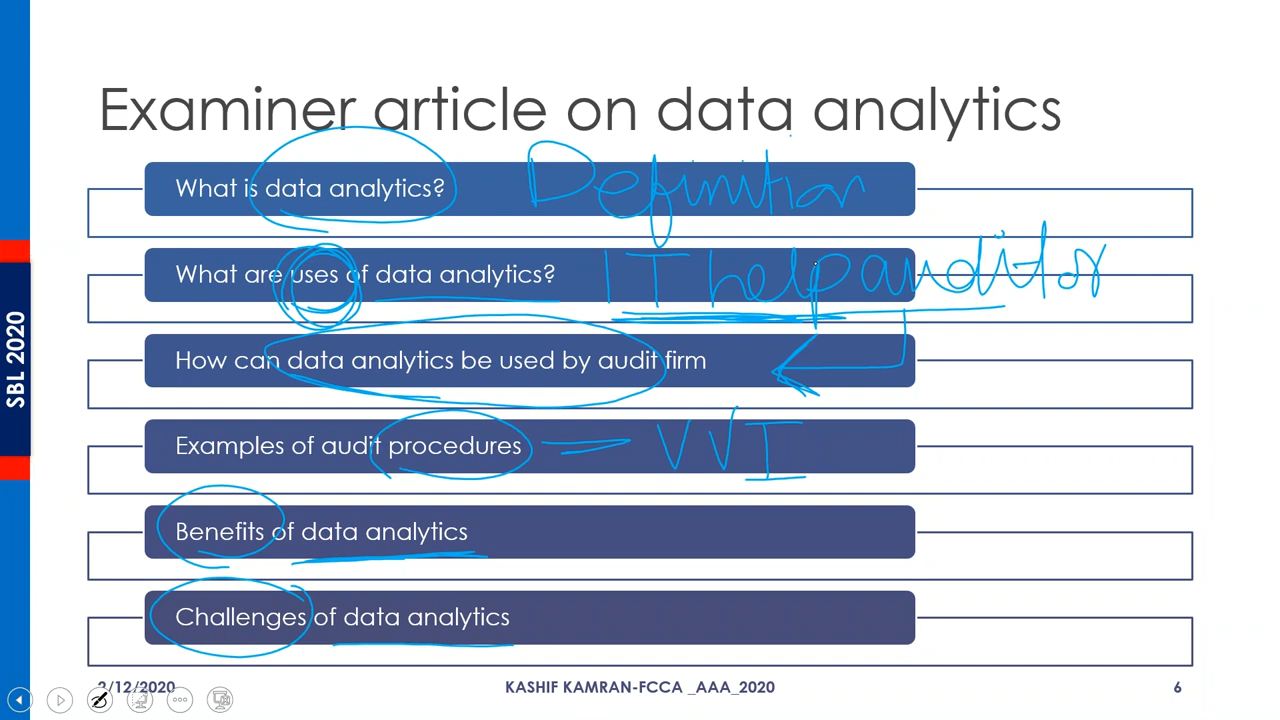 Examiner article on data analytics
What is data analytics? Definition
What are uses of data analytics? IT help auditor
How can data analytics be used by audit firm
Examples of audit procedures = VVI
Benefits of data analytics
Challenges of data analytics
SBL 2020
2/12/2020 KASHIF KAMRAN-FCCA _AAA_2020 6